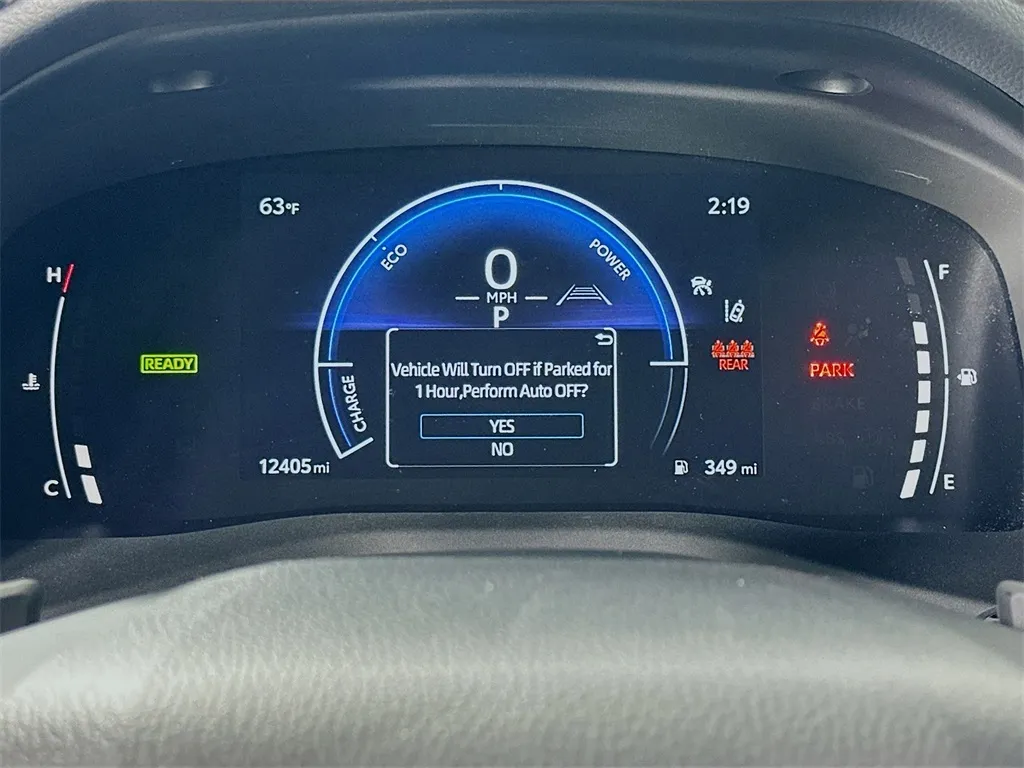 63°F
2:19
ECO
POWER
0
MPH
P
H
F
READY
REAR
PARK
BRAKE
Vehicle Will Turn OFF if Parked for
1 Hour,Perform Auto OFF?
YES
NO
CHARGE
12405 mi
349 mi
C
E